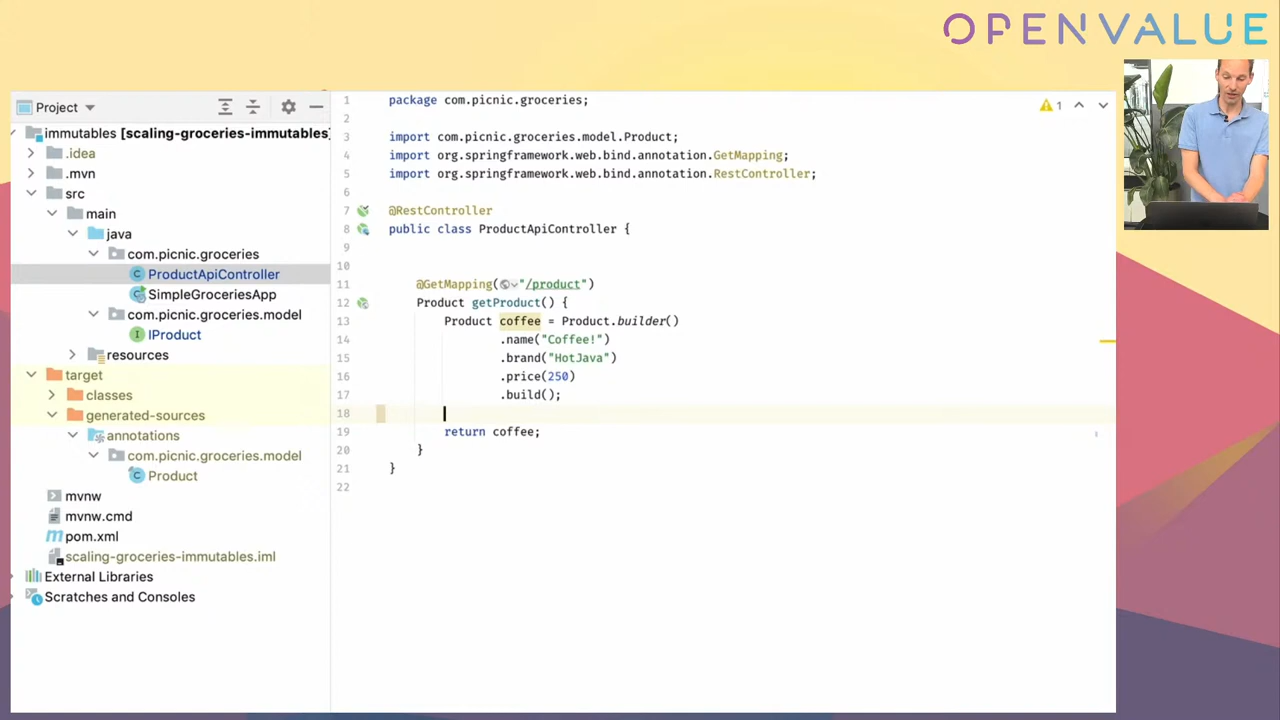 OPENVALUE
Project
immutables [scaling-groceries-immutables]
.idea
.mvn
src
main
java
com.picnic.groceries
ProductApiController
SimpleGroceriesApp
com.picnic.groceries.model
IProduct
resources
target
classes
generated-sources
annotations
com.picnic.groceries.model
Product
mvnw
mvnw.cmd
pom.xml
scaling-groceries-immutables.iml
External Libraries
Scratches and Consoles
1 package com.picnic.groceries;
2
3 import com.picnic.groceries.model.Product;
4 import org.springframework.web.bind.annotation.GetMapping;
5 import org.springframework.web.bind.annotation.RestController;
6
7 @RestController
8 public class ProductApiController {
9
10
11 @GetMapping("/product")
12 Product getProduct() {
13 Product coffee = Product.builder()
14 .name("Coffee!")
15 .brand("HotJava")
16 .price(250)
17 .build();
18
19 return coffee;
20 }
21 }
22
1